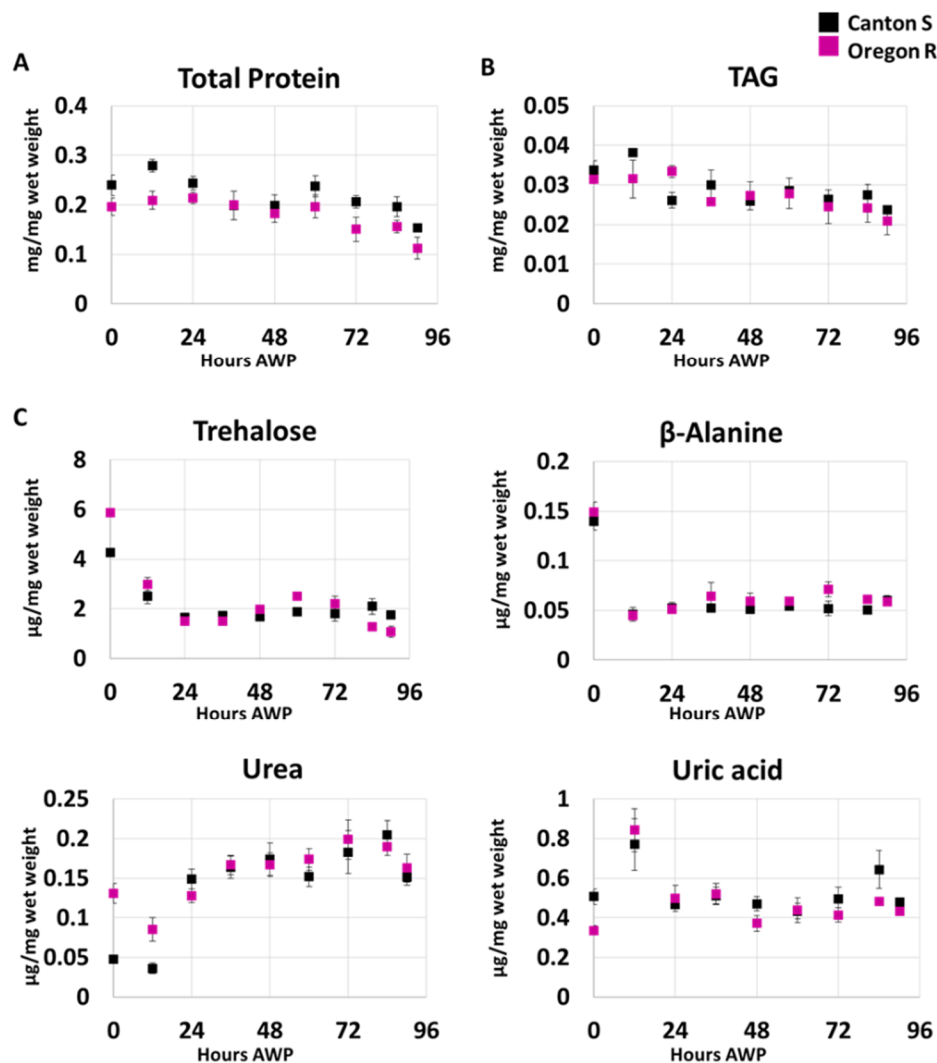 Canton S
Oregon R
A
Total Protein
mg/mg wet weight
0.4
0.3
0.2
0.1
0
0 24 48 72 96
Hours AWP
B
TAG
mg/mg wet weight
0.05
0.04
0.03
0.02
0.01
0
0 24 48 72 96
Hours AWP
C
Trehalose
µg/mg wet weight
8
6
4
2
0
0 24 48 72 96
Hours AWP
β-Alanine
µg/mg wet weight
0.2
0.15
0.1
0.05
0
0 24 48 72 96
Hours AWP
Urea
µg/mg wet weight
0.25
0.2
0.15
0.1
0.05
0
0 24 48 72 96
Hours AWP
Uric acid
µg/mg wet weight
1
0.8
0.6
0.4
0.2
0
0 24 48 72 96
Hours AWP